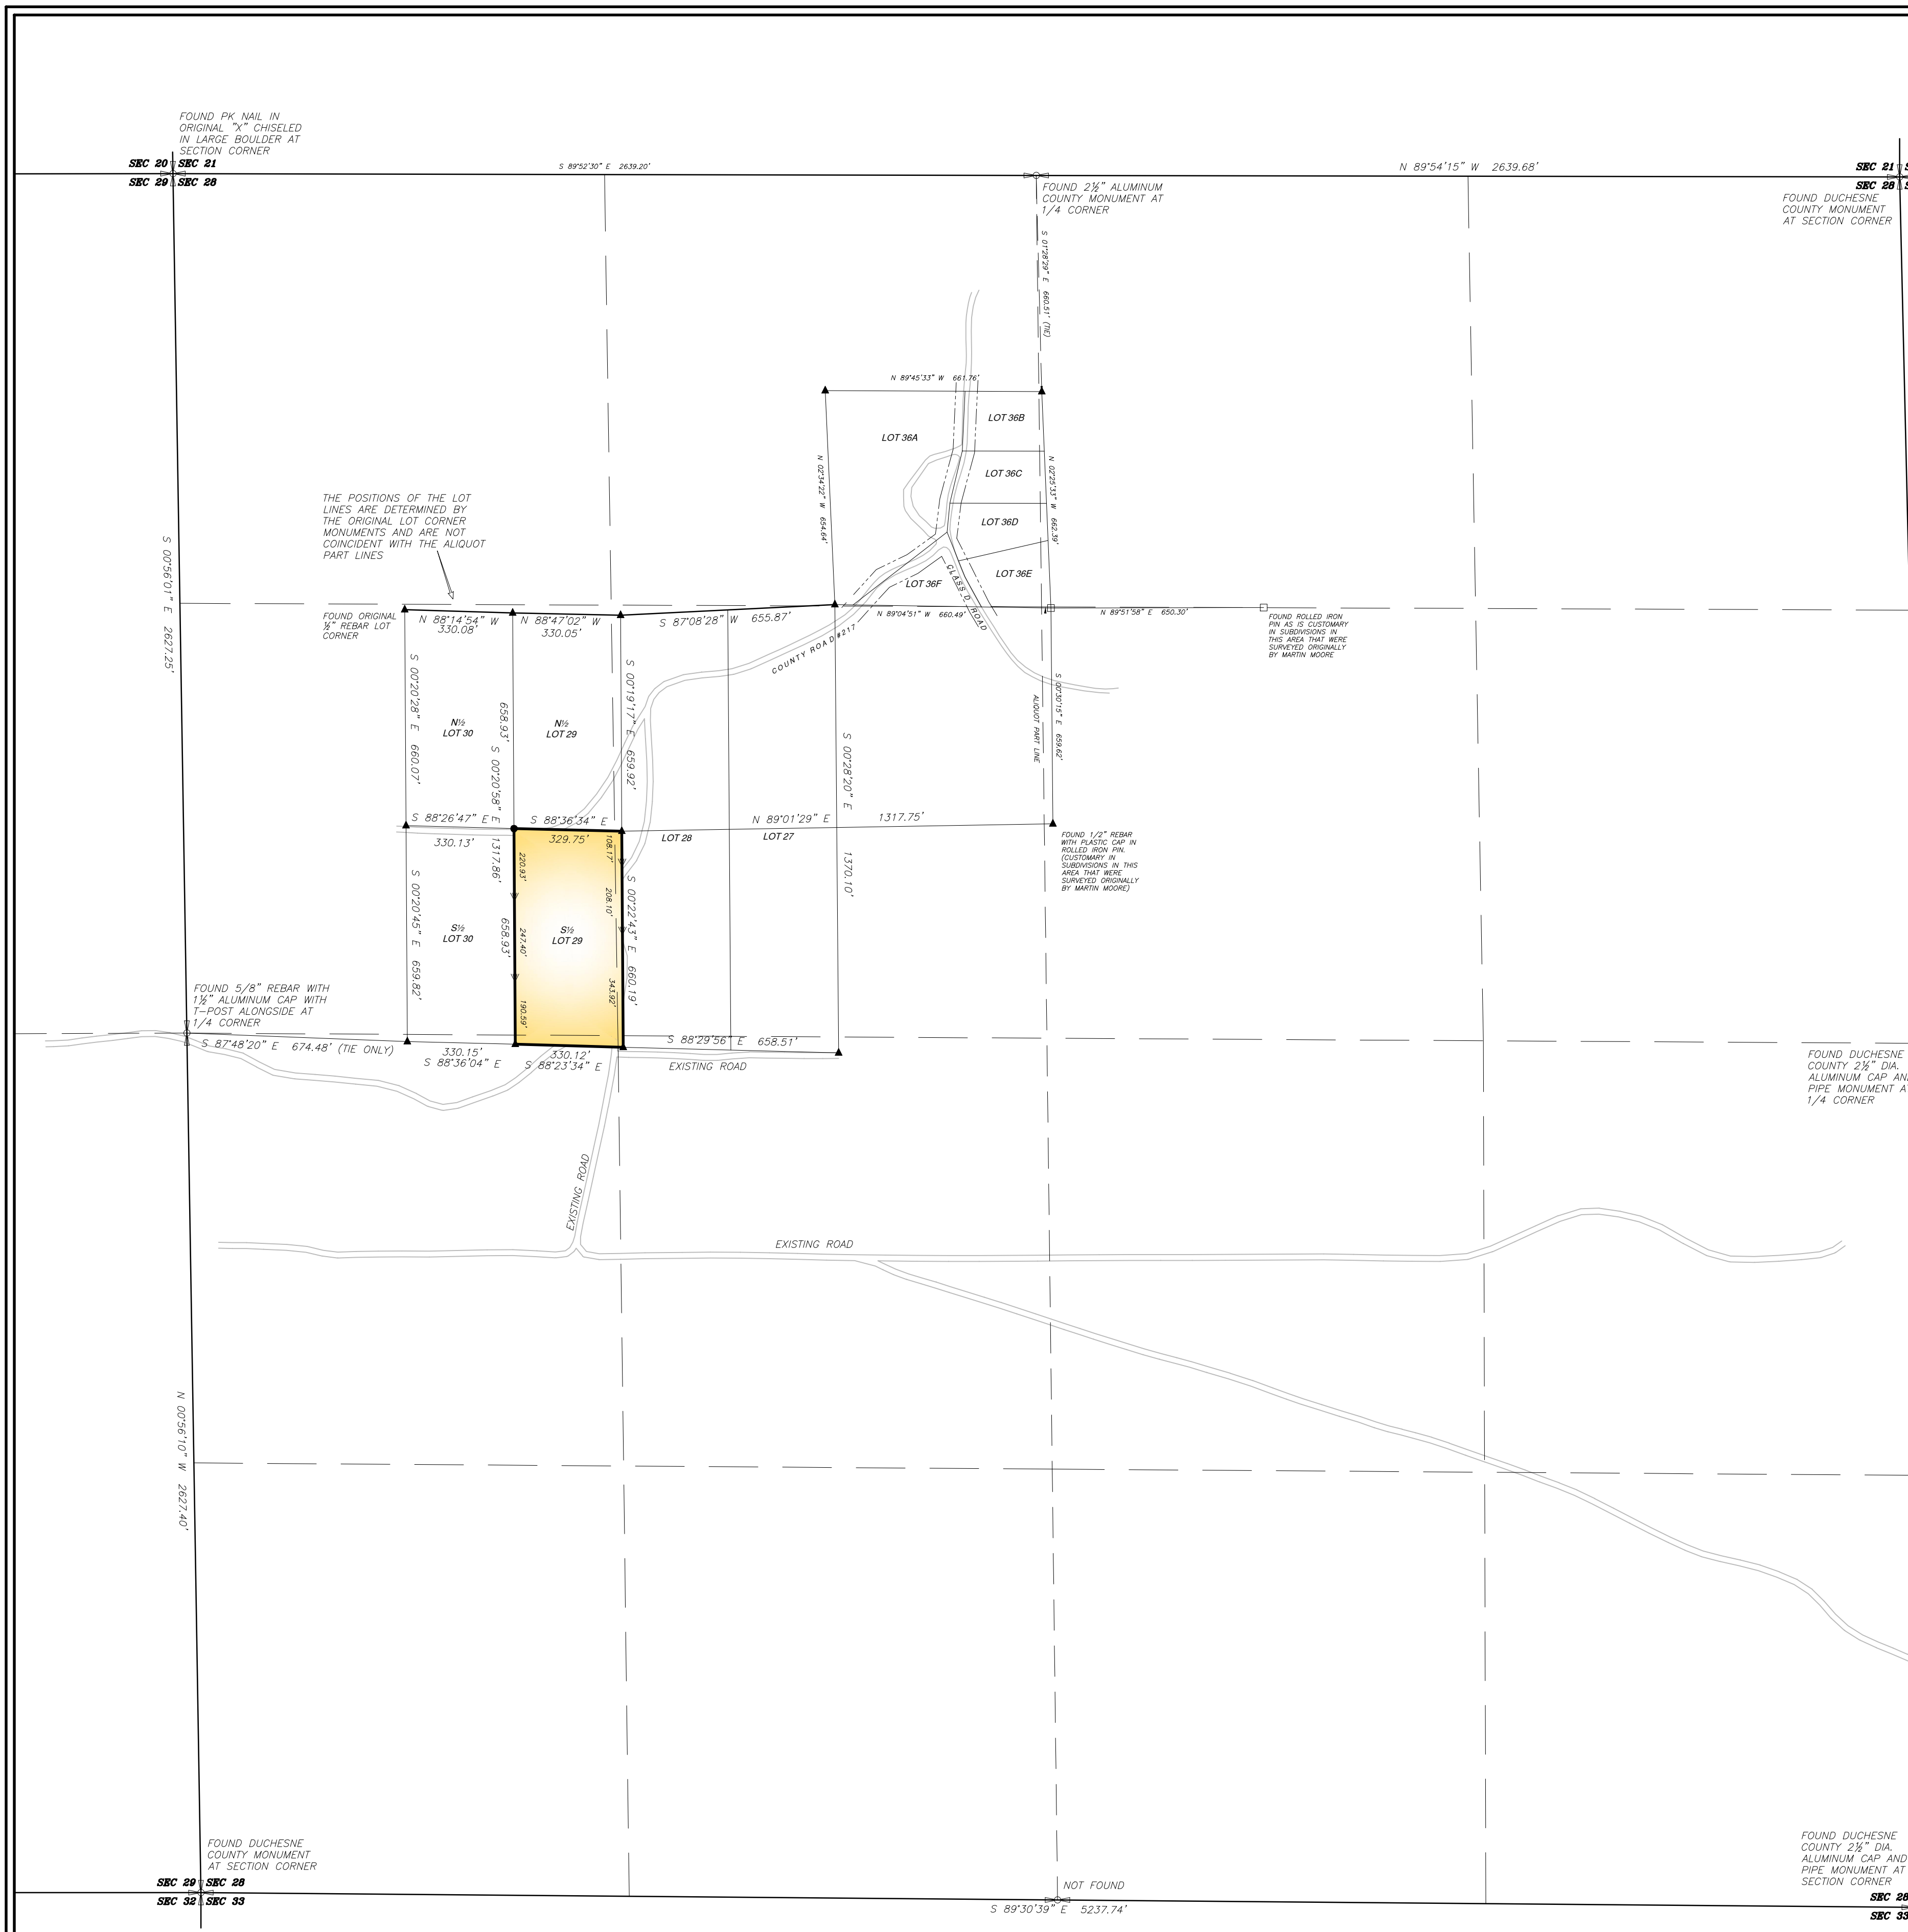 FOUND PK NAIL IN
ORIGINAL "X" CHISELED
IN LARGE BOULDER AT
SECTION CORNER
SEC 20 SEC 21
SEC 29 SEC 28
S 89°52'30" E 2639.20'
N 89°54'15" W 2639.68'
SEC 21
SEC 28
FOUND 2½" ALUMINUM
COUNTY MONUMENT AT
1/4 CORNER
FOUND DUCHESNE
COUNTY MONUMENT
AT SECTION CORNER
S 01°28'29" E 660.51' (TIE)
N 89°45'33" W 661.76'
LOT 36A
LOT 36B
LOT 36C
LOT 36D
LOT 36E
LOT 36F
N 02°34'22" W 654.64'
N 02°25'33" W 662.39'
THE POSITIONS OF THE LOT
LINES ARE DETERMINED BY
THE ORIGINAL LOT CORNER
MONUMENTS AND ARE NOT
COINCIDENT WITH THE ALIQUOT
PART LINES
S 00°56'01" E 2627.25'
FOUND ORIGINAL
½" REBAR LOT
CORNER
N 88°14'54" W
330.08'
N 88°47'02" W
330.05'
S 87°08'28" W 655.87'
N 89°04'51" W 660.49'
N 89°51'58" E 650.30'
CLASS D ROAD
COUNTY ROAD #217
FOUND ROLLED IRON
PIN AS IS CUSTOMARY
IN SUBDIVISIONS IN
THIS AREA THAT WERE
SURVEYED ORIGINALLY
BY MARTIN MOORE
S 00°20'28" E 660.07'
N½
LOT 30
658.93'
S 00°20'58" E 1317.86'
N½
LOT 29
S 00°19'17" E 659.92'
S 00°28'20" E 1370.10'
ALIQUOT PART LINE
S 00°30'15" E 659.62'
S 88°26'47" E
330.13'
S 88°36'34" E
329.75'
N 89°01'29" E 1317.75'
LOT 28
LOT 27
FOUND 1/2" REBAR
WITH PLASTIC CAP IN
ROLLED IRON PIN.
(CUSTOMARY IN
SUBDIVISIONS IN THIS
AREA THAT WERE
SURVEYED ORIGINALLY
BY MARTIN MOORE)
S 00°20'45" E 659.82'
S½
LOT 30
658.93'
220.93'
247.40'
190.59'
S½
LOT 29
108.17'
208.10'
343.92'
S 00°22'43" E 660.19'
FOUND 5/8" REBAR WITH
1½" ALUMINUM CAP WITH
T-POST ALONGSIDE AT
1/4 CORNER
S 87°48'20" E 674.48' (TIE ONLY)
330.15'
S 88°36'04" E
330.12'
S 88°23'34" E
S 88°29'56" E 658.51'
EXISTING ROAD
FOUND DUCHESNE
COUNTY 2½" DIA.
ALUMINUM CAP AN
PIPE MONUMENT A
1/4 CORNER
EXISTING ROAD
EXISTING ROAD
N 00°56'10" W 2627.40'
FOUND DUCHESNE
COUNTY MONUMENT
AT SECTION CORNER
SEC 29 SEC 28
SEC 32 SEC 33
NOT FOUND
S 89°30'39" E 5237.74'
FOUND DUCHESNE
COUNTY 2½" DIA.
ALUMINUM CAP AND
PIPE MONUMENT AT
SECTION CORNER
SEC 28
SEC 33